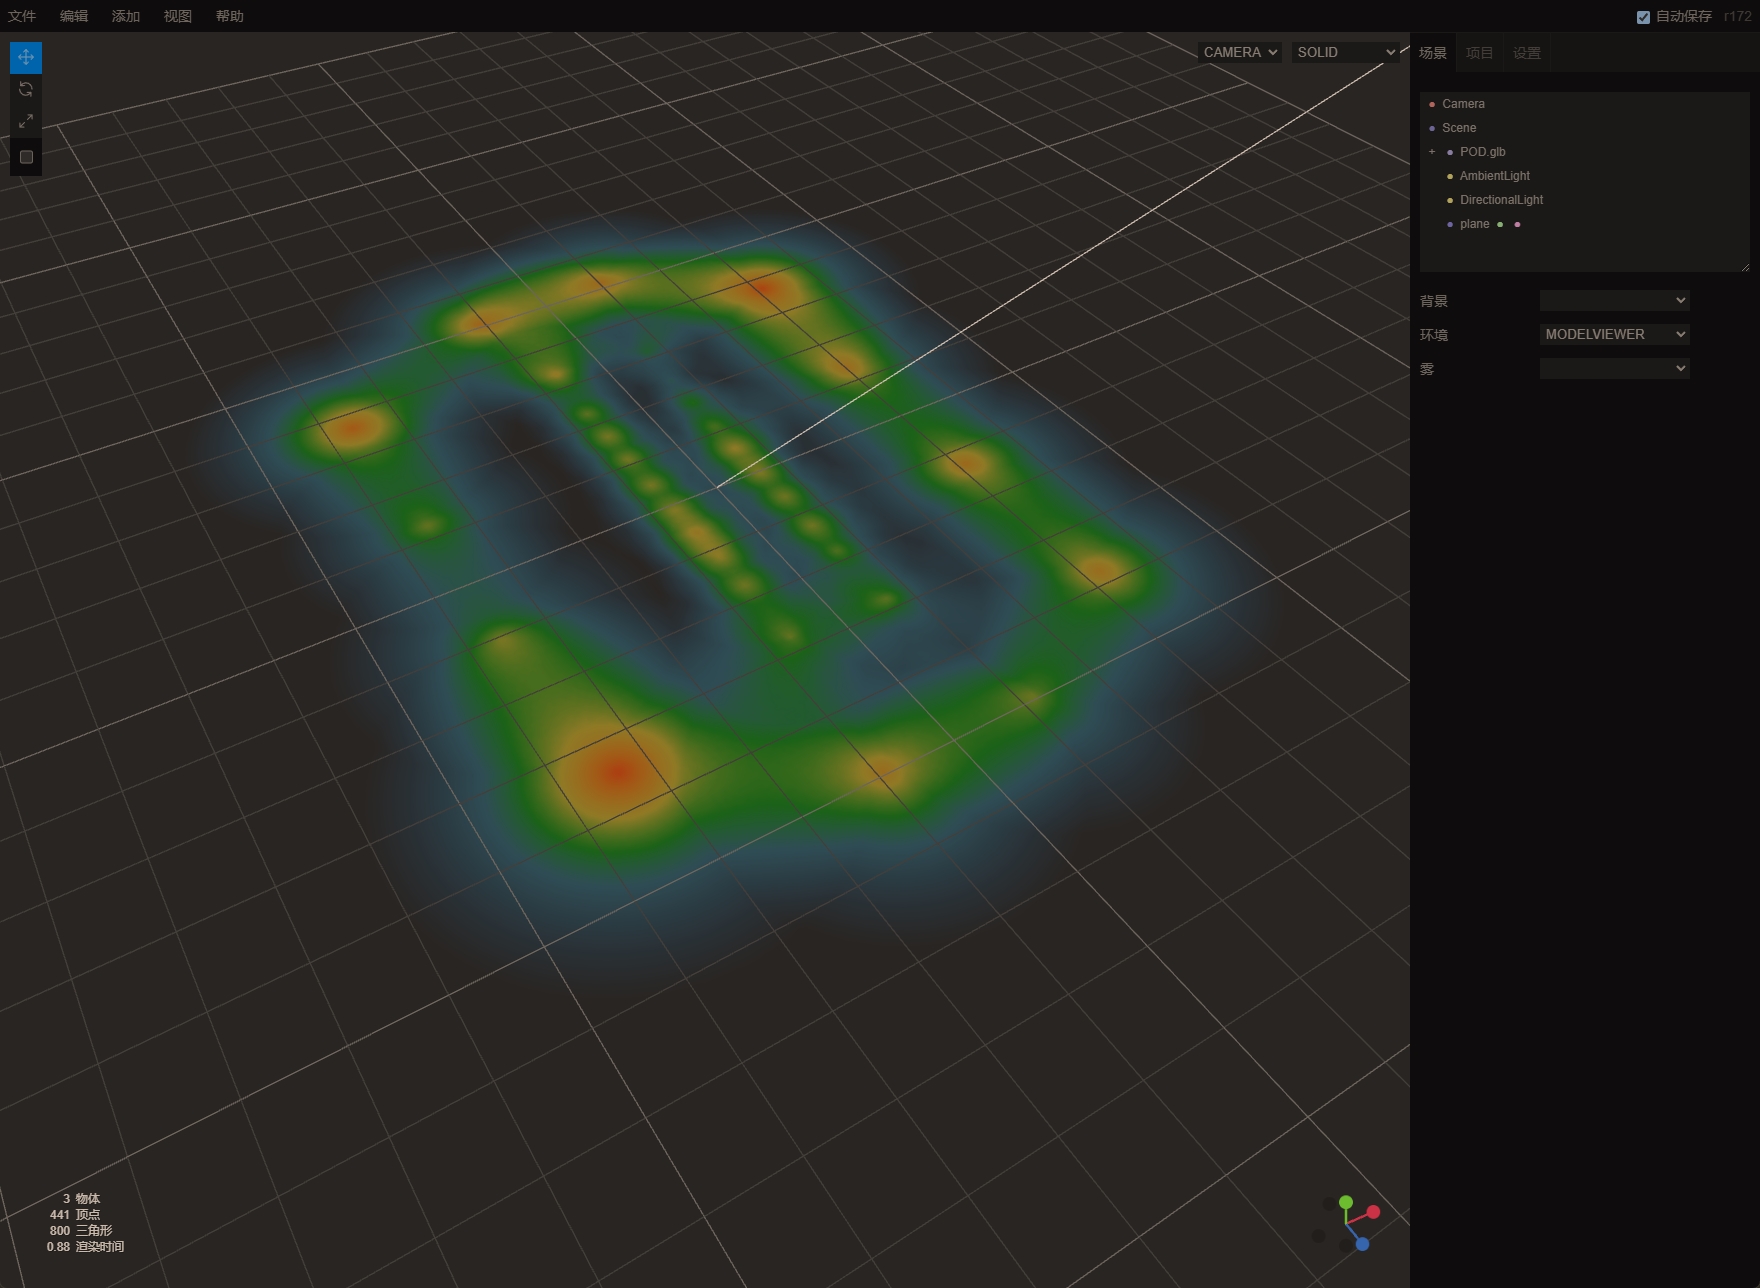 文件 编辑 添加 视图 帮助 自动保存 r172
CAMERA SOLID 场景 项目 设置
Camera
Scene
+ POD.glb
AmbientLight
DirectionalLight
plane
背景
环境 MODELVIEWER
雾
3 物体
441 顶点
800 三角形
0.88 渲染时间